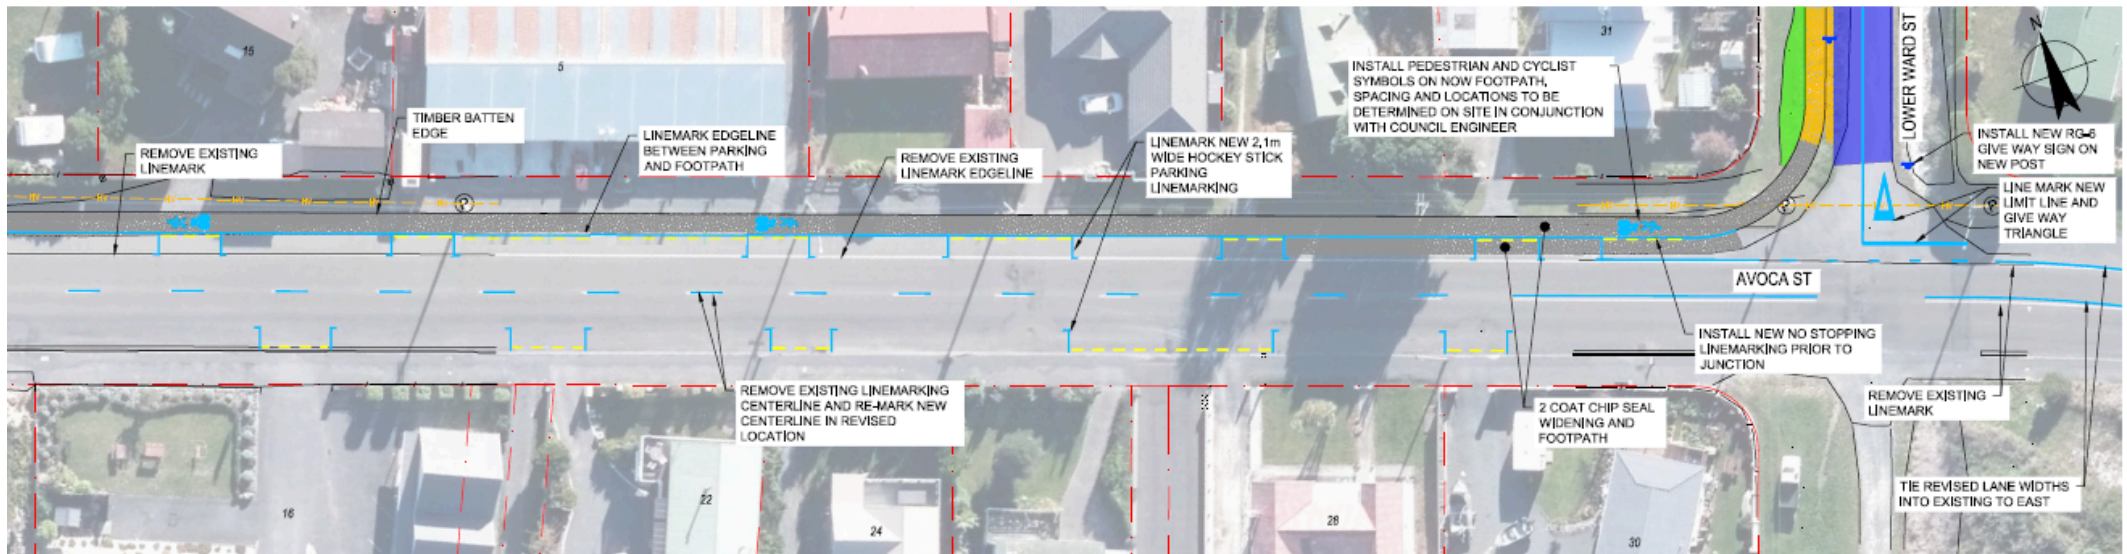 15
5
31
TIMBER BATTEN
EDGE
REMOVE EXISTING
LINEMARK
LINEMARK EDGELINE
BETWEEN PARKING
AND FOOTPATH
REMOVE EXISTING
LINEMARK EDGELINE
LINEMARK NEW 2,1m
WIDE HOCKEY STICK
PARKING
LINEMARKING
INSTALL PEDESTRIAN AND CYCLIST
SYMBOLS ON NOW FOOTPATH,
SPACING AND LOCATIONS TO BE
DETERMINED ON SITE IN CONJUNCTION
WITH COUNCIL ENGINEER
LOWER WARD ST
N
INSTALL NEW RG-6
GIVE WAY SIGN ON
NEW POST
LINE MARK NEW
LIMIT LINE AND
GIVE WAY
TRIANGLE
HV
HV
HV
HV
HV
?
?
?
AVOCA ST
INSTALL NEW NO STOPPING
LINEMARKING PRIOR TO
JUNCTION
REMOVE EXISTING LINEMARKING
CENTERLINE AND RE-MARK NEW
CENTERLINE IN REVISED
LOCATION
2 COAT CHIP SEAL
WIDENING AND
FOOTPATH
REMOVE EXISTING
LINEMARK
TIE REVISED LANE WIDTHS
INTO EXISTING TO EAST
16
22
24
28
30